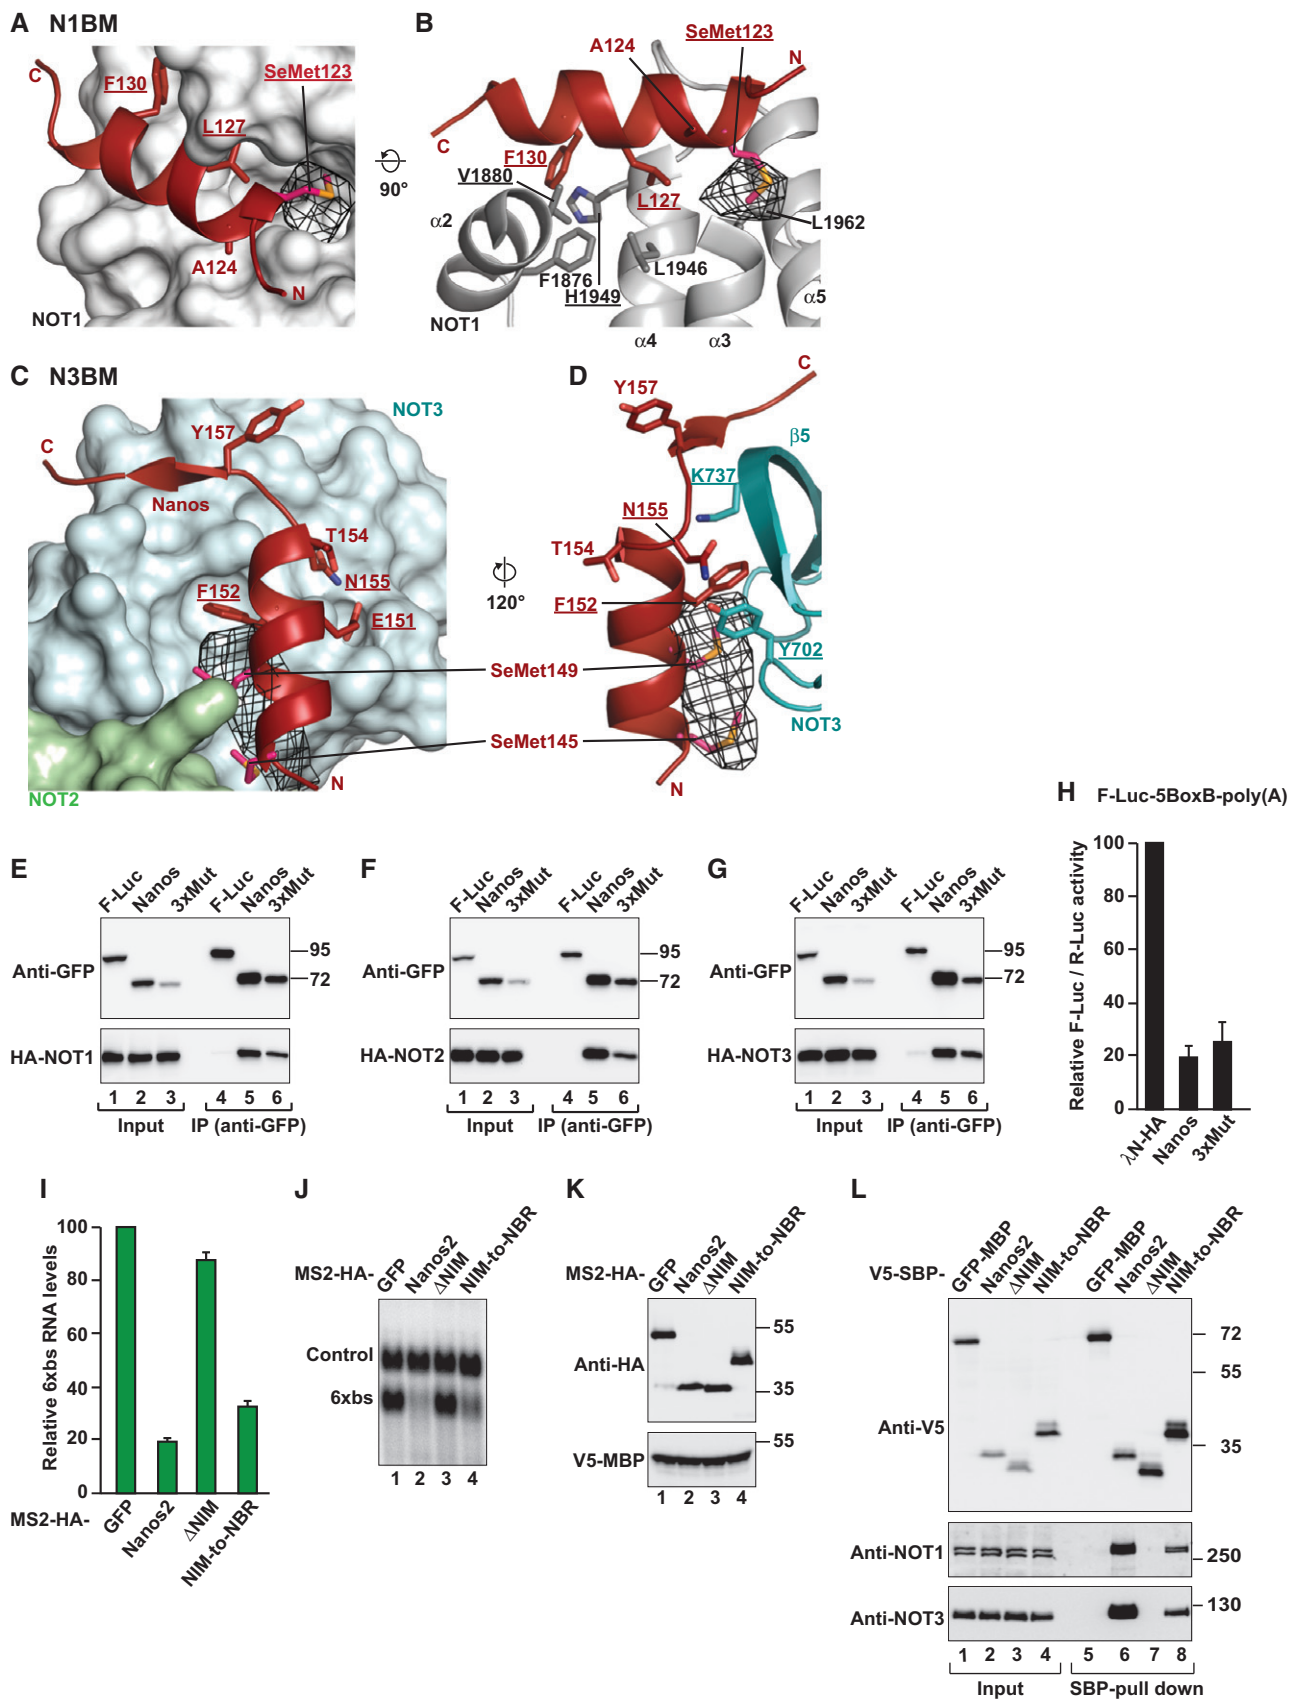 A N1BM
C
F130
SeMet123
L127
A124
N
NOT1
90°
B
SeMet123
A124
N
C
F130
V1880
L127
α2
L1962
L1946
F1876
H1949
α5
NOT1
α4
α3
C N3BM
NOT3
Y157
C
Nanos
T154
F152
N155
E151
SeMet149
SeMet145
N
NOT2
120°
D
C
Y157
β5
K737
N155
T154
F152
Y702
NOT3
N
E
F-Luc
Nanos
3xMut
F-Luc
Nanos
3xMut
Anti-GFP
95
72
HA-NOT1
1 2 3 4 5 6
Input IP (anti-GFP)
F
F-Luc
Nanos
3xMut
F-Luc
Nanos
3xMut
Anti-GFP
95
72
HA-NOT2
1 2 3 4 5 6
Input IP (anti-GFP)
G
F-Luc
Nanos
3xMut
F-Luc
Nanos
3xMut
Anti-GFP
95
72
HA-NOT3
1 2 3 4 5 6
Input IP (anti-GFP)
H F-Luc-5BoxB-poly(A)
Relative F-Luc / R-Luc activity
100
80
60
40
20
0
λN-HA
Nanos
3xMut
I
Relative 6xbs RNA levels
100
80
60
40
20
0
MS2-HA-
GFP
Nanos2
ΔNIM
NIM-to-NBR
J
MS2-HA-
GFP
Nanos2
ΔNIM
NIM-to-NBR
Control
6xbs
1 2 3 4
K
MS2-HA-
GFP
Nanos2
ΔNIM
NIM-to-NBR
55
Anti-HA
35
55
V5-MBP
1 2 3 4
L
V5-SBP-
GFP-MBP
Nanos2
ΔNIM
NIM-to-NBR
GFP-MBP
Nanos2
ΔNIM
NIM-to-NBR
72
55
Anti-V5
35
Anti-NOT1
250
130
Anti-NOT3
1 2 3 4 5 6 7 8
Input SBP-pull down